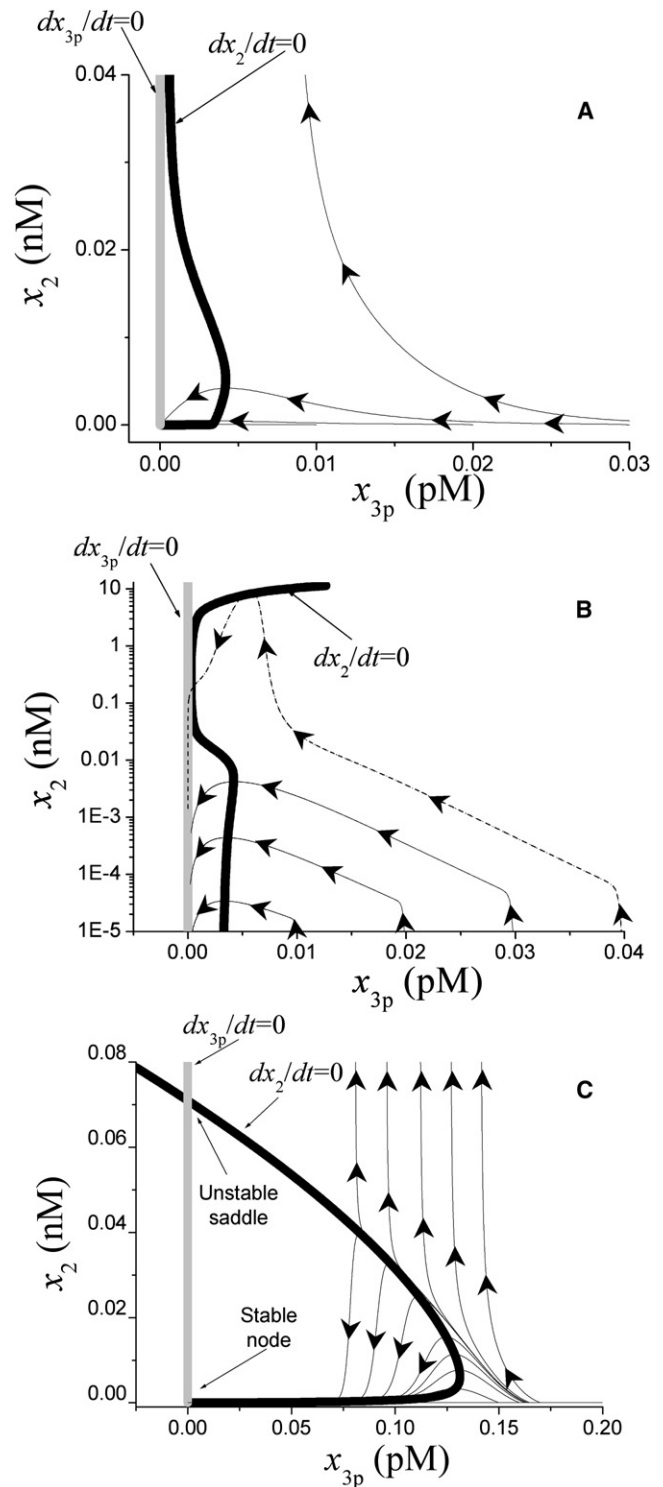 dx3p/dt=0
dx2/dt=0
A
0.04
0.02
0.00
x2 (nM)
0.00 0.01 0.02 0.03
x3p (pM)
dx3p/dt=0
B
10
1
0.1
0.01
1E-3
1E-4
1E-5
dx2/dt=0
x2 (nM)
0.00 0.01 0.02 0.03 0.04
x3p (pM)
dx3p/dt=0
dx2/dt=0
C
0.08
0.06
0.04
0.02
0.00
x2 (nM)
Unstable
saddle
Stable
node
0.00 0.05 0.10 0.15 0.20
x3p (pM)